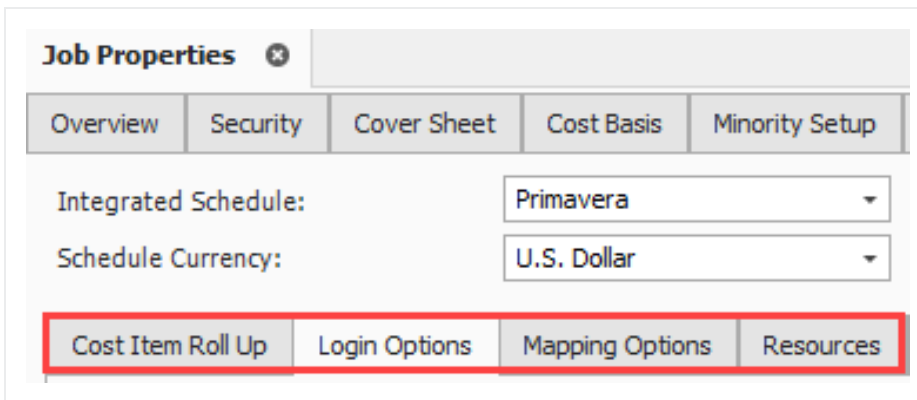 Job Properties
Overview Security Cover Sheet Cost Basis Minority Setup
Integrated Schedule: Primavera
Schedule Currency: U.S. Dollar
Cost Item Roll Up Login Options Mapping Options Resources